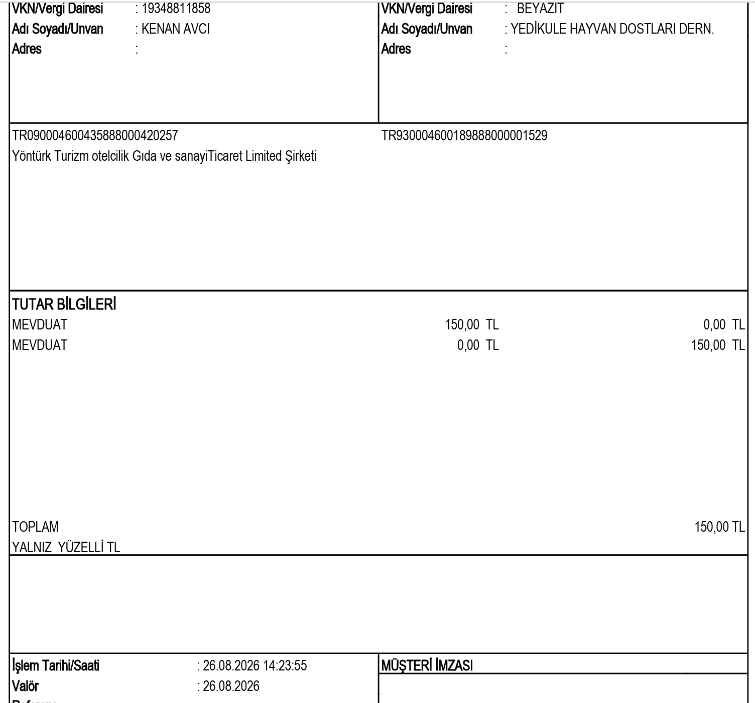 VKN/Vergi Dairesi : 19348811858 VKN/Vergi Dairesi : BEYAZIT
Adı Soyadı/Unvan : KENAN AVCI Adı Soyadı/Unvan : YEDİKULE HAYVAN DOSTLARI DERN.
Adres : Adres :
TR090004600435888000420257 TR930004600189888000001529
Yöntürk Turizm otelcilik Gıda ve sanayiTicaret Limited Şirketi
TUTAR BİLGİLERİ
MEVDUAT 150,00 TL 0,00 TL
MEVDUAT 0,00 TL 150,00 TL
TOPLAM 150,00 TL
YALNIZ YÜZELLİ TL
İşlem Tarihi/Saati : 26.08.2026 14:23:55 MÜŞTERİ İMZASI
Valör : 26.08.2026